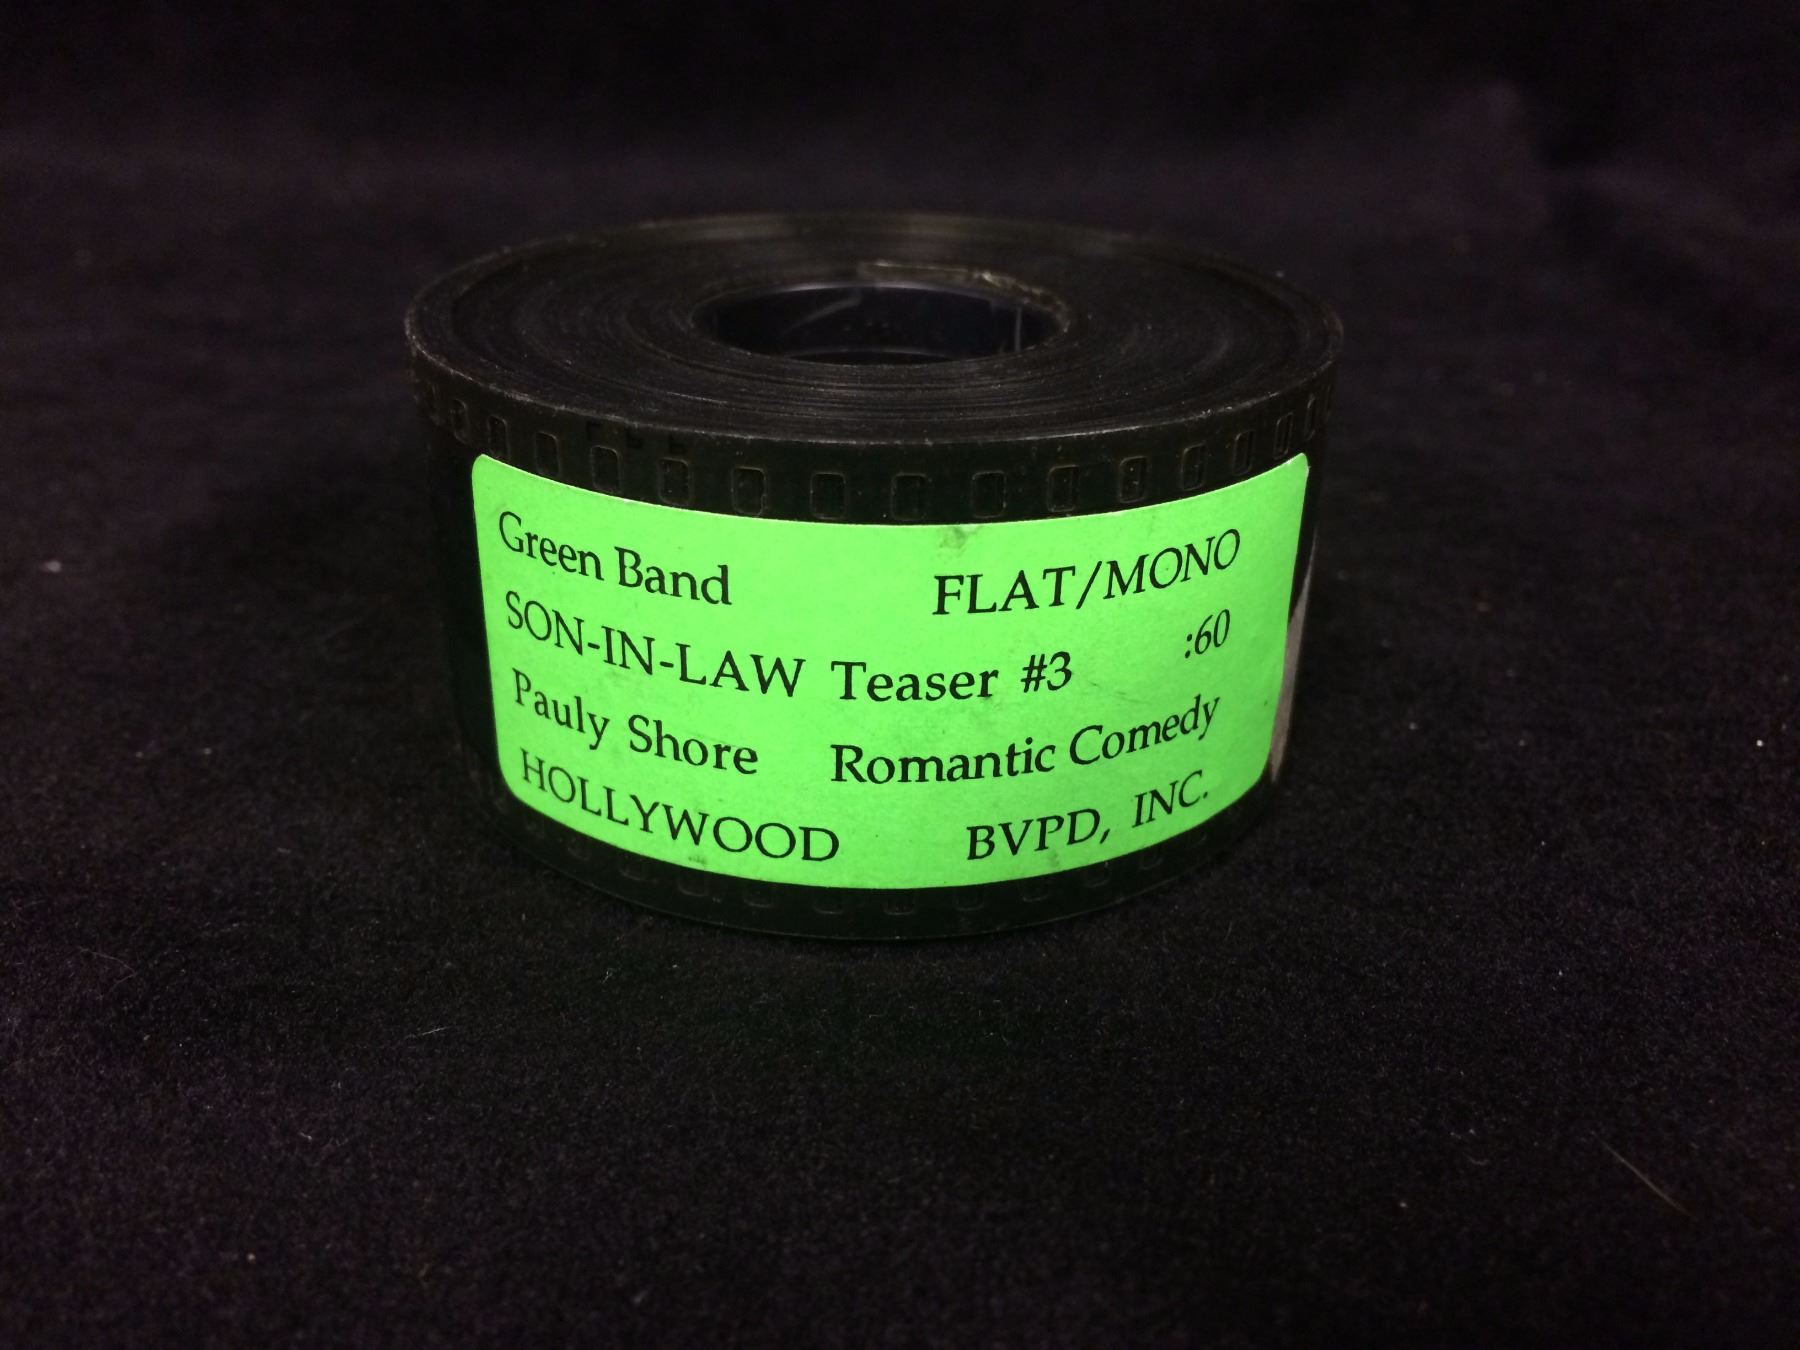 Green Band FLAT/MONO
SON-IN-LAW Teaser #3 :60
Pauly Shore Romantic Comedy
HOLLYWOOD BVPD, INC.